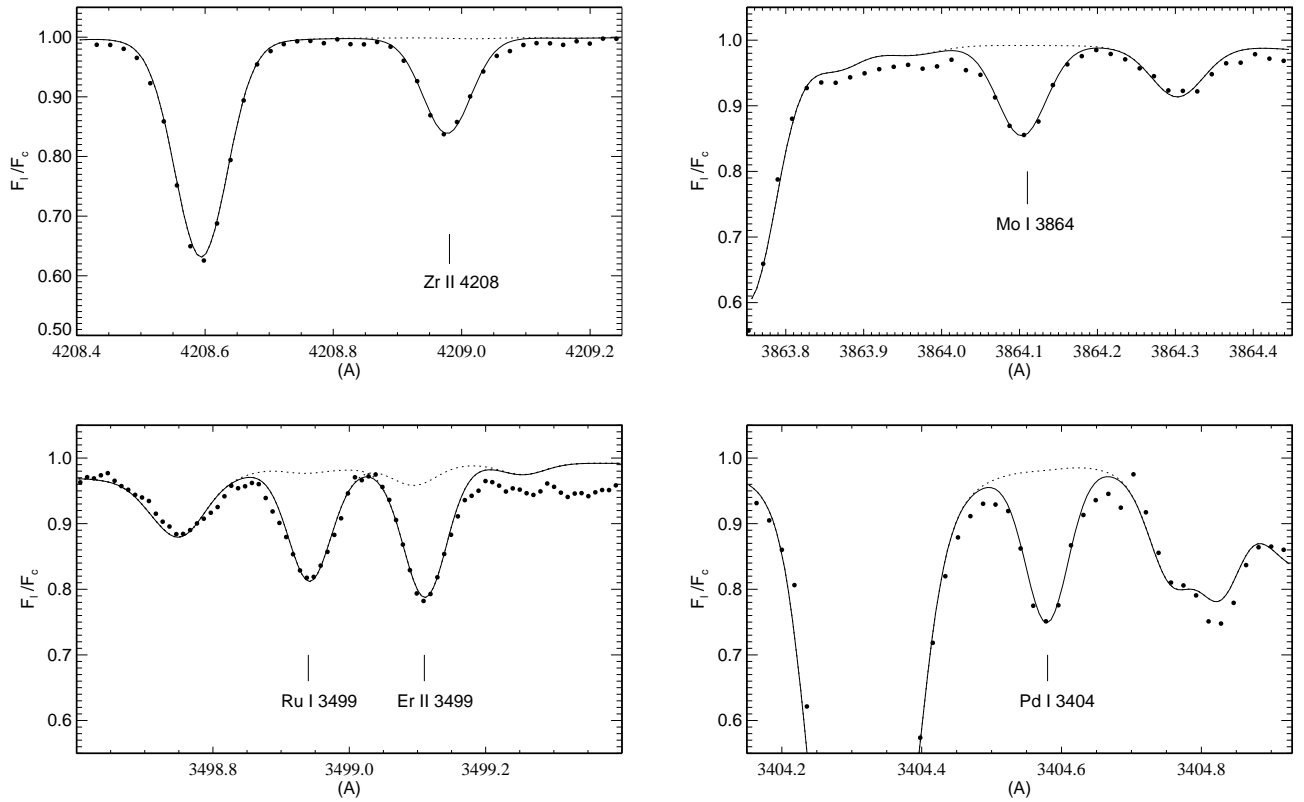 1.00
0.90
0.80
0.70
0.60
0.50
F_l/F_c
Zr II 4208
4208.4 4208.6 4208.8 4209.0 4209.2
(A)
1.0
0.9
0.8
0.7
0.6
F_l/F_c
Mo I 3864
3863.8 3863.9 3864.0 3864.1 3864.2 3864.3 3864.4
(A)
1.0
0.9
0.8
0.7
0.6
F_l/F_c
Ru I 3499 Er II 3499
3498.8 3499.0 3499.2
(A)
1.0
0.9
0.8
0.7
0.6
F_l/F_c
Pd I 3404
3404.2 3404.4 3404.6 3404.8
(A)